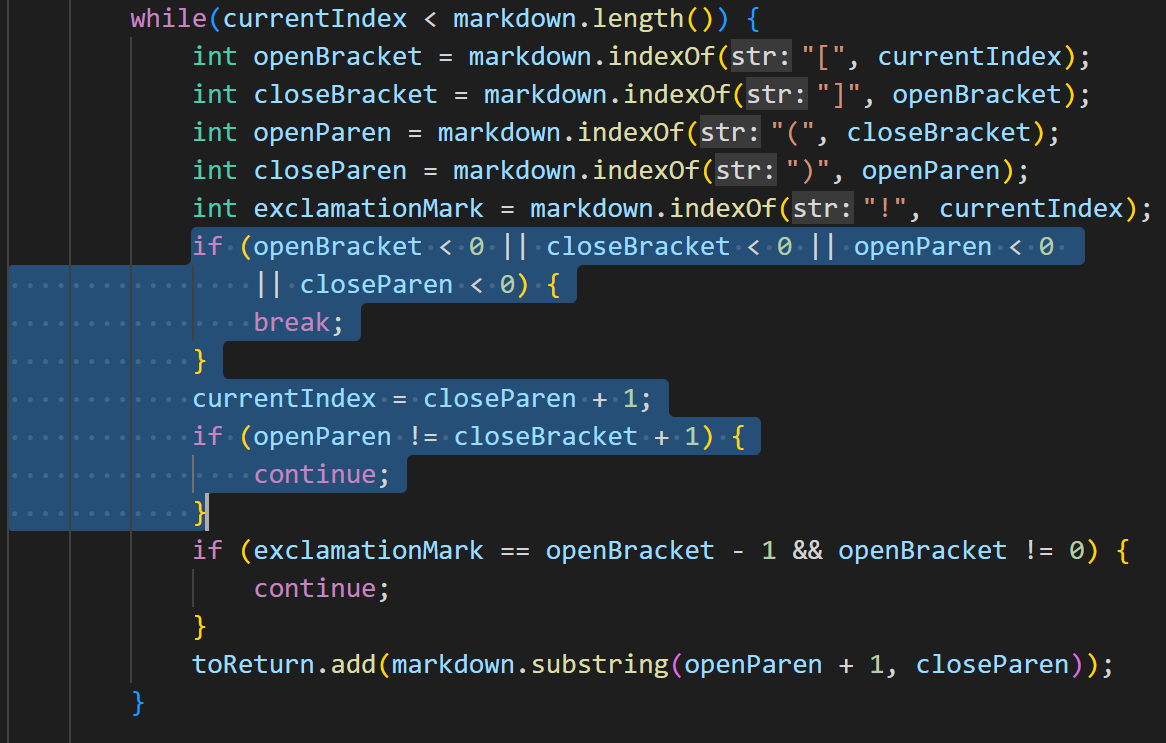 while(currentIndex < markdown.length()) {
int openBracket = markdown.indexOf(str: "[", currentIndex);
int closeBracket = markdown.indexOf(str: "]", openBracket);
int openParen = markdown.indexOf(str: "(", closeBracket);
int closeParen = markdown.indexOf(str: ")", openParen);
int exclamationMark = markdown.indexOf(str: "!", currentIndex);
if (openBracket < 0 || closeBracket < 0 || openParen < 0
|| closeParen < 0) {
break;
}
currentIndex = closeParen + 1;
if (openParen != closeBracket + 1) {
continue;
}
if (exclamationMark == openBracket - 1 && openBracket != 0) {
continue;
}
toReturn.add(markdown.substring(openParen + 1, closeParen));
}